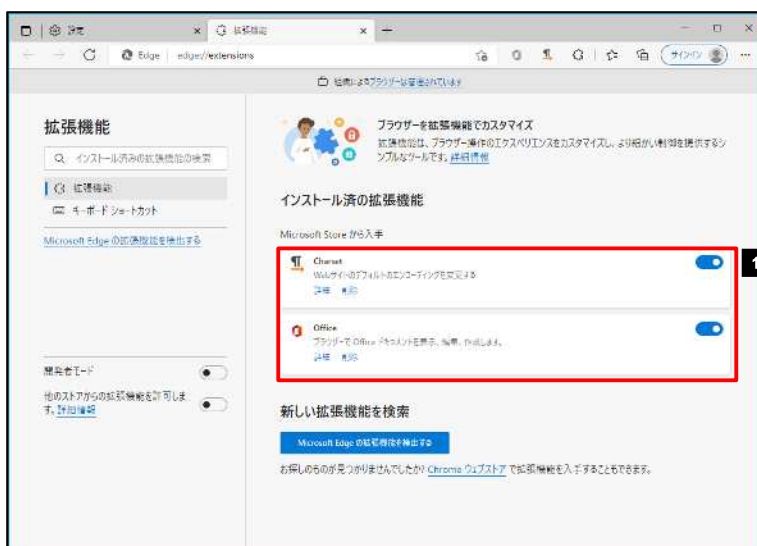 設定
拡張機能
Edge edge://extensions
サインイン
組織によるブラウザーは管理されています
拡張機能
インストール済みの拡張機能の検索
拡張機能
キーボード ショートカット
Microsoft Edge の拡張機能を検出する
開発者モード
他のストアからの拡張機能を許可しま
す。詳細情報
ブラウザーを拡張機能でカスタマイズ
拡張機能は、ブラウザー操作のエクスペリエンスをカスタマイズし、より細かい制御を提供するシ
ンプルなツールです。詳細情報
インストール済の拡張機能
Microsoft Store から入手
Charset
Webサイトのデフォルトのエンコーディングを変更する
詳細 削除
Office
ブラウザーで Office ドキュメントを表示、編集、作成します。
詳細 削除
1
新しい拡張機能を検索
Microsoft Edge の拡張機能を検出する
お探しのものが見つかりませんでしたか? Chrome ウェブストア で拡張機能を入手することもできます。